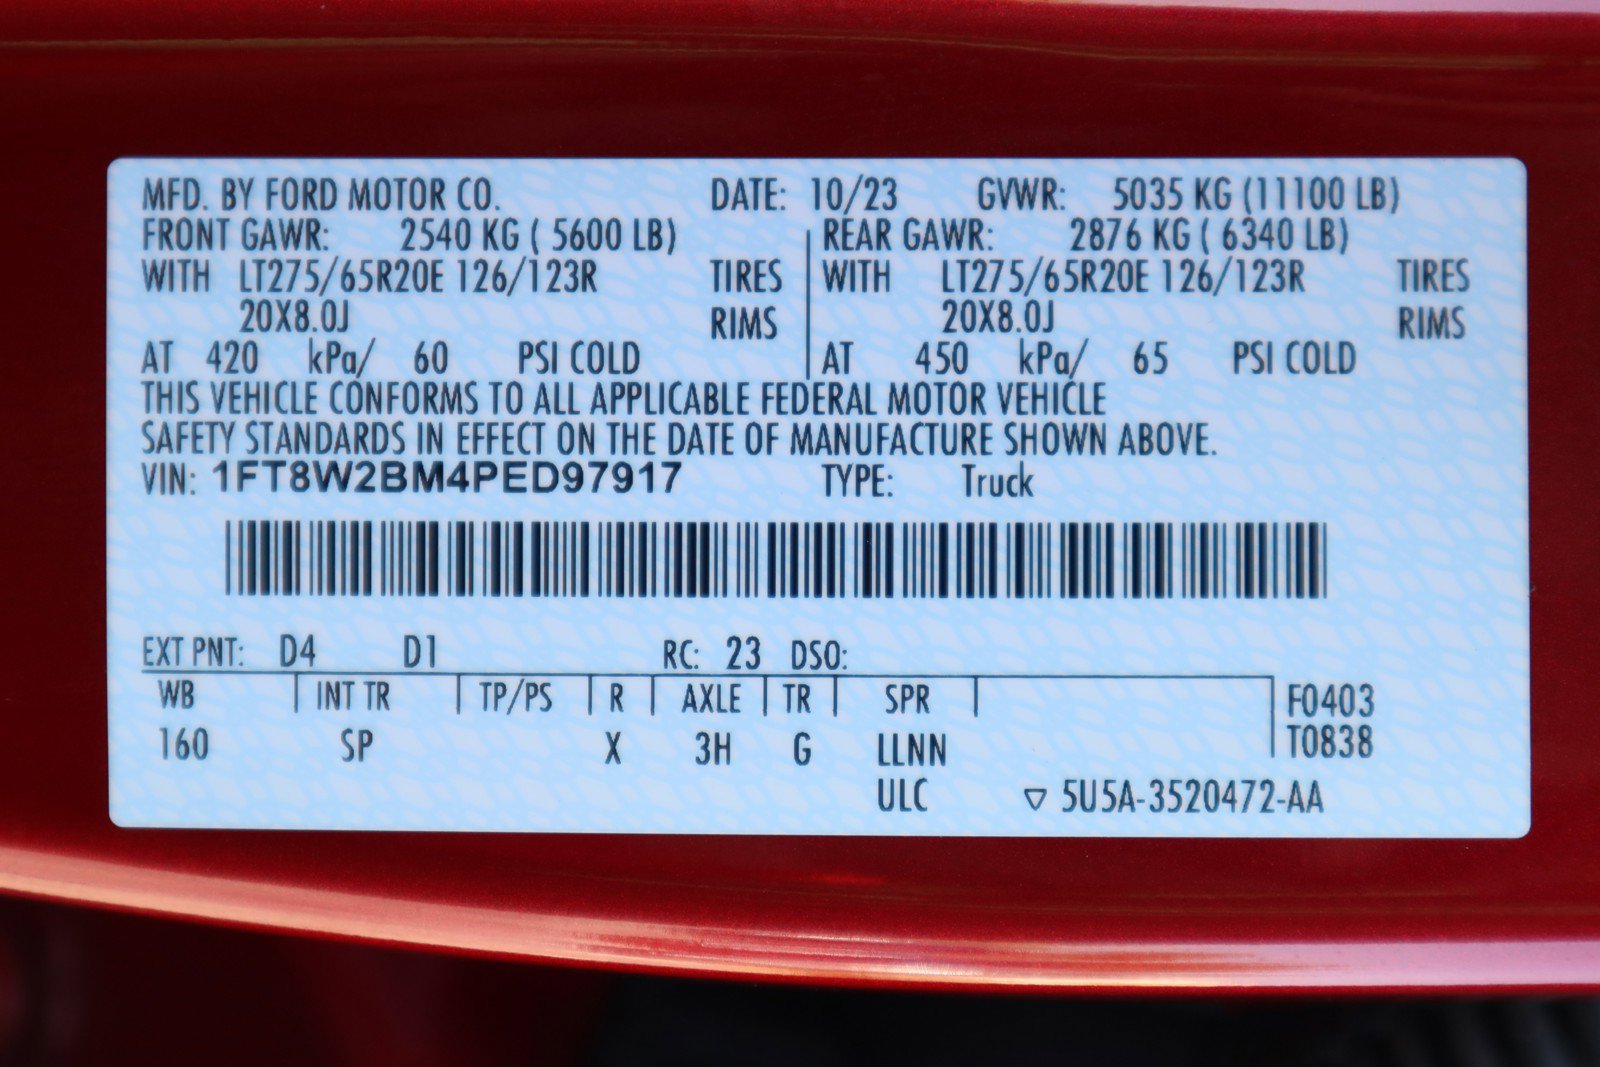 MFD. BY FORD MOTOR CO. DATE: 10/23 GVWR: 5035 KG (11100 LB)
FRONT GAWR: 2540 KG ( 5600 LB) REAR GAWR: 2876 KG ( 6340 LB)
WITH LT275/65R20E 126/123R TIRES WITH LT275/65R20E 126/123R TIRES
20X8.0J RIMS 20X8.0J RIMS
AT 420 kPa/ 60 PSI COLD AT 450 kPa/ 65 PSI COLD
THIS VEHICLE CONFORMS TO ALL APPLICABLE FEDERAL MOTOR VEHICLE
SAFETY STANDARDS IN EFFECT ON THE DATE OF MANUFACTURE SHOWN ABOVE.
VIN: 1FT8W2BM4PED97917 TYPE: Truck
EXT PNT: D4 D1 RC: 23 DSO:
WB INT TR TP/PS R AXLE TR SPR F0403
160 SP X 3H G LLNN T0838
ULC ▽ 5U5A-3520472-AA